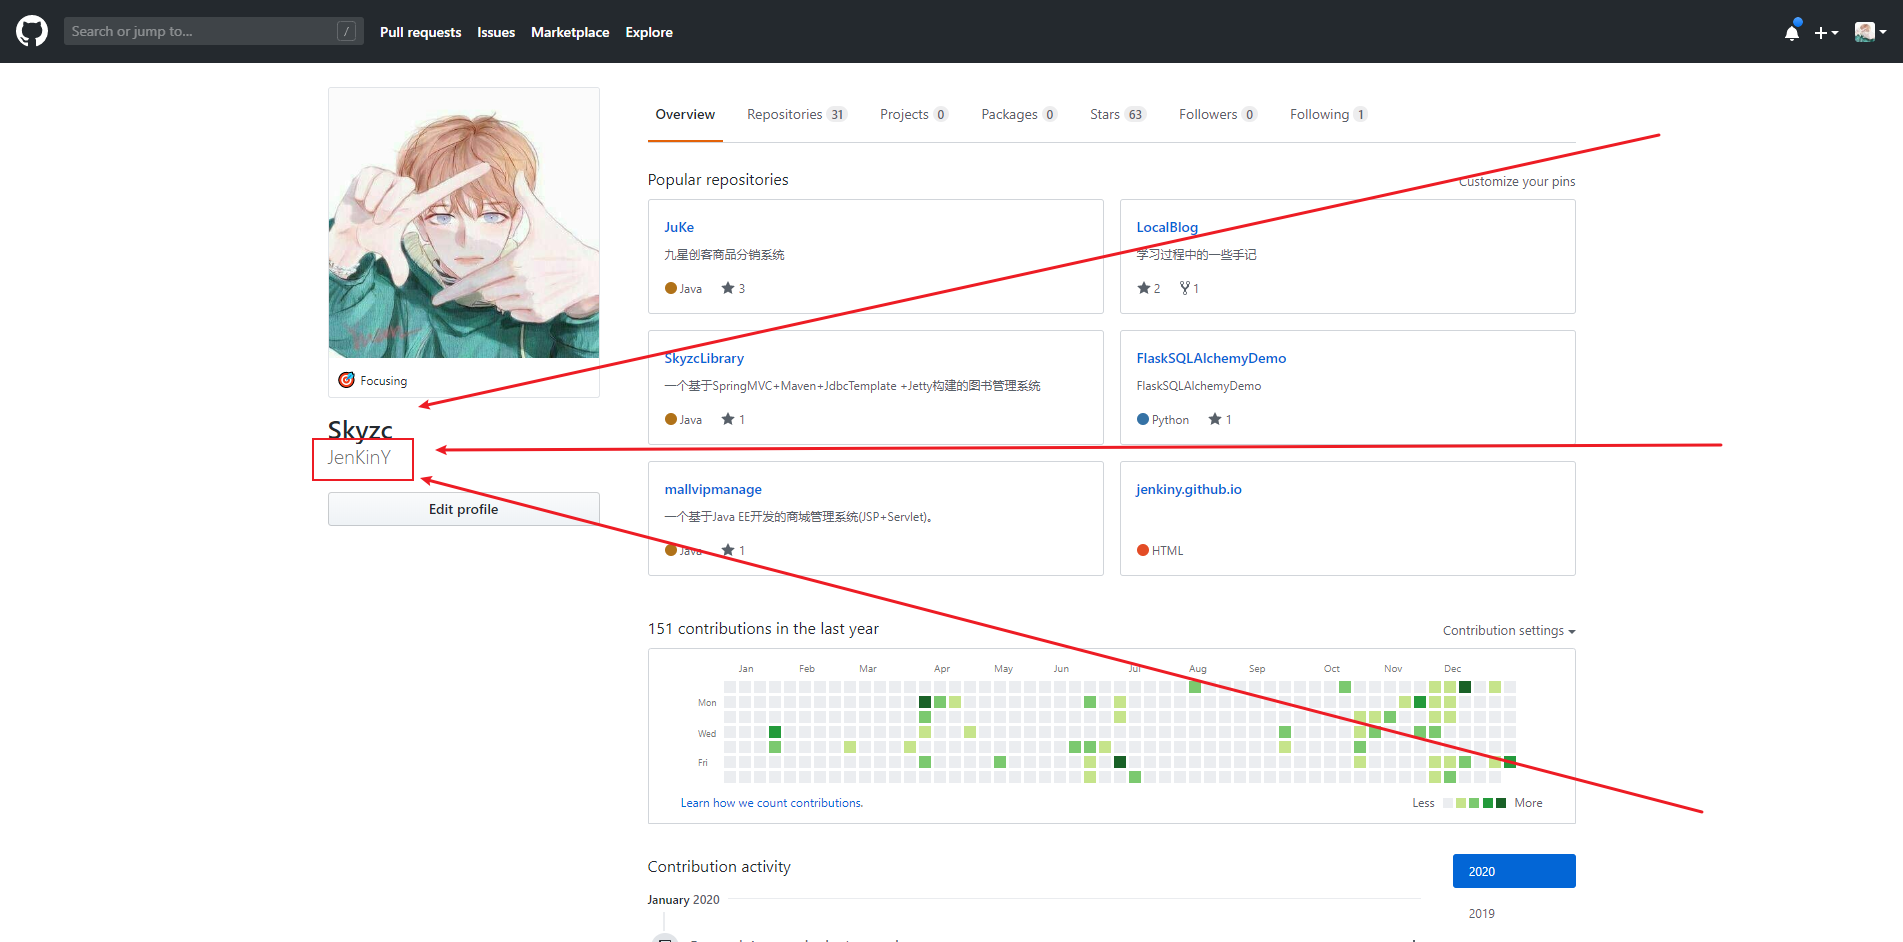 Search or jump to... /
Pull requests Issues Marketplace Explore
Overview Repositories 31 Projects 0 Packages 0 Stars 63 Followers 0 Following 1
Popular repositories
Customize your pins
JuKe
九星创客商品分销系统
Java 3
LocalBlog
学习过程中的一些手记
2 1
SkyzcLibrary
一个基于SpringMVC+Maven+JdbcTemplate +Jetty构建的图书管理系统
Java 1
FlaskSQLAlchemyDemo
FlaskSQLAlchemyDemo
Python 1
mallvipmanage
一个基于Java EE开发的商城管理系统(JSP+Servlet)。
Java 1
jenkiny.github.io
HTML
Focusing
Skyzc
JenKinY
Edit profile
151 contributions in the last year
Contribution settings
Jan Feb Mar Apr May Jun Jul Aug Sep Oct Nov Dec
Mon
Wed
Fri
Learn how we count contributions.
Less More
Contribution activity
2020
January 2020
2019